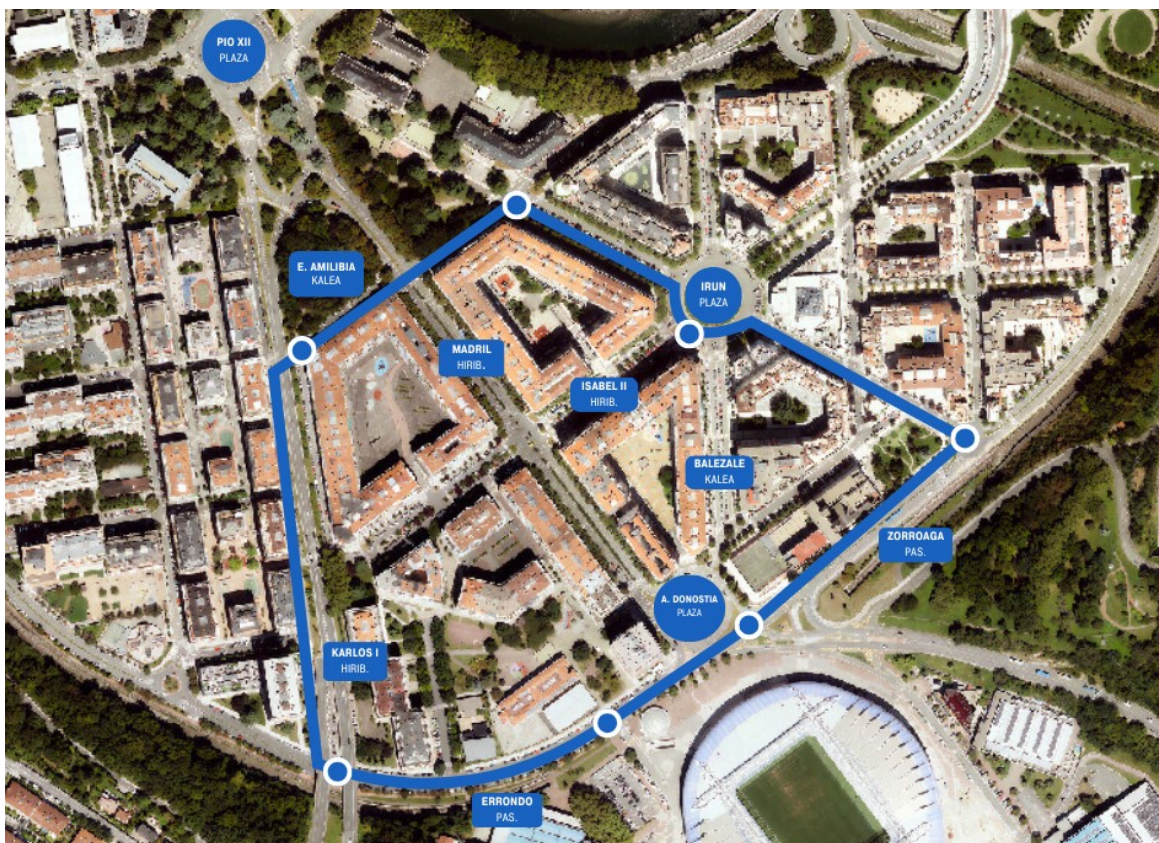 PIO XII
PLAZA
E. AMILIBIA
KALEA
IRUN
PLAZA
MADRIL
HIRIB.
ISABEL II
HIRIB.
BALEZALE
KALEA
ZORROAGA
PAS.
A. DONOSTIA
PLAZA
KARLOS I
HIRIB.
ERRONDO
PAS.